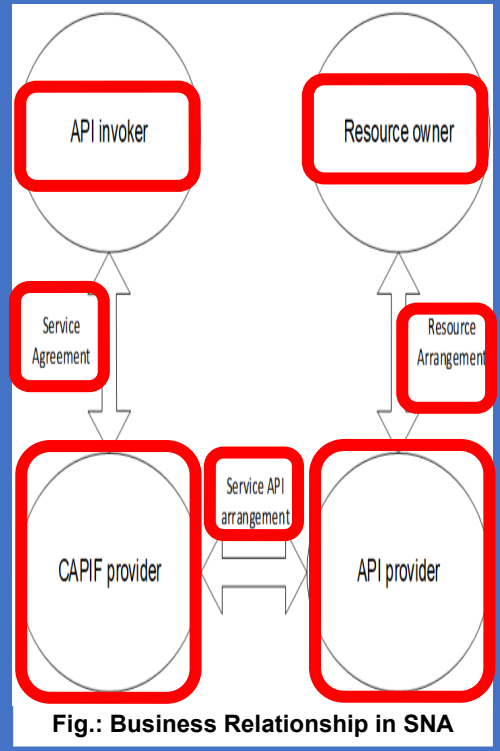 API invoker
Resource owner
Service
Agreement
Resource
Arrangement
Service API
arrangement
CAPIF provider
API provider
Fig.: Business Relationship in SNA